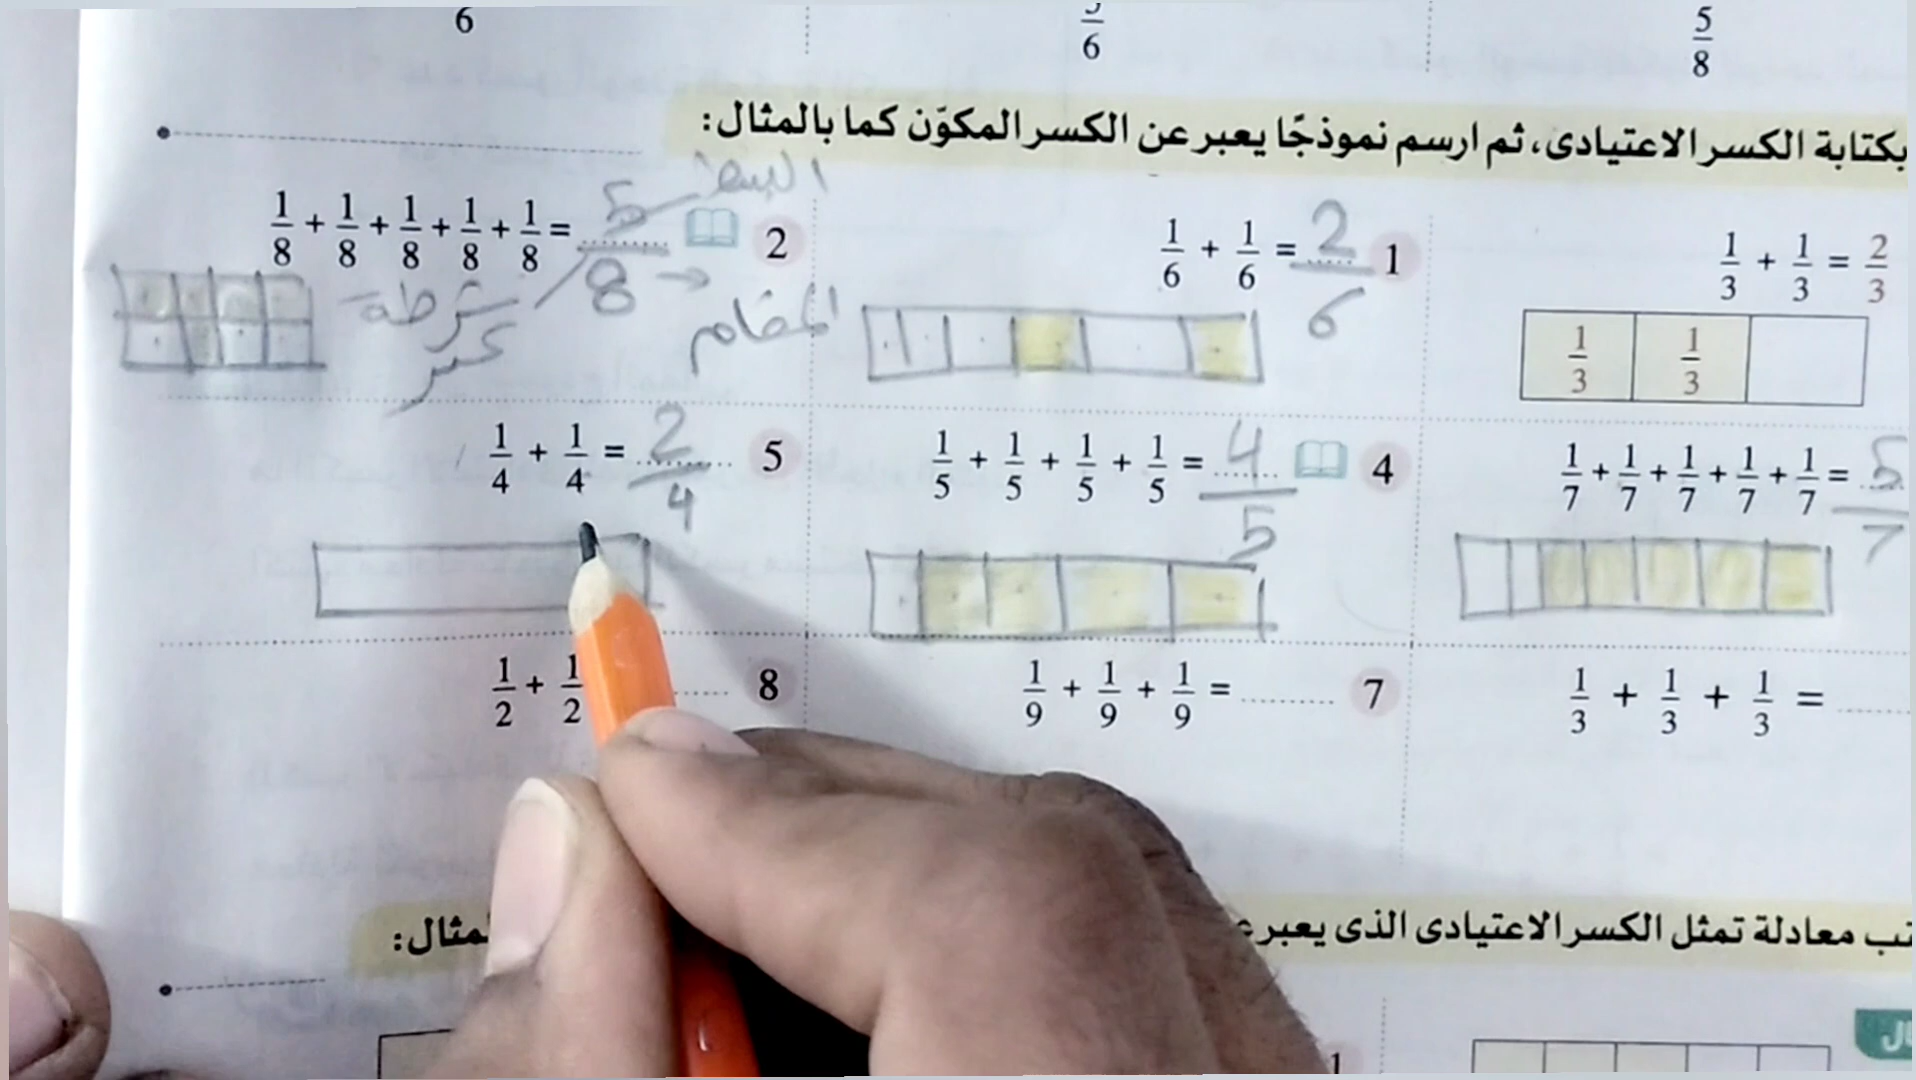 5/8
5/6
6
بكتابة الكسر الاعتيادى، ثم ارسم نموذجًا يعبر عن الكسر المكوّن كما بالمثال:
1/3 + 1/3 = 2/3
1/3 1/3
1 1/6 + 1/6 = 2/6
2 1/8 + 1/8 + 1/8 + 1/8 + 1/8 = 5/8
البسط
شرطة كسر
المقام
1/7 + 1/7 + 1/7 + 1/7 + 1/7 = 5/7
4 1/5 + 1/5 + 1/5 + 1/5 = 4/5
5 1/4 + 1/4 = 2/4
1/3 + 1/3 + 1/3 = ........
7 1/9 + 1/9 + 1/9 = ........
8 1/2 + 1/2 ........
معادلة تمثل الكسر الاعتيادى الذى
1